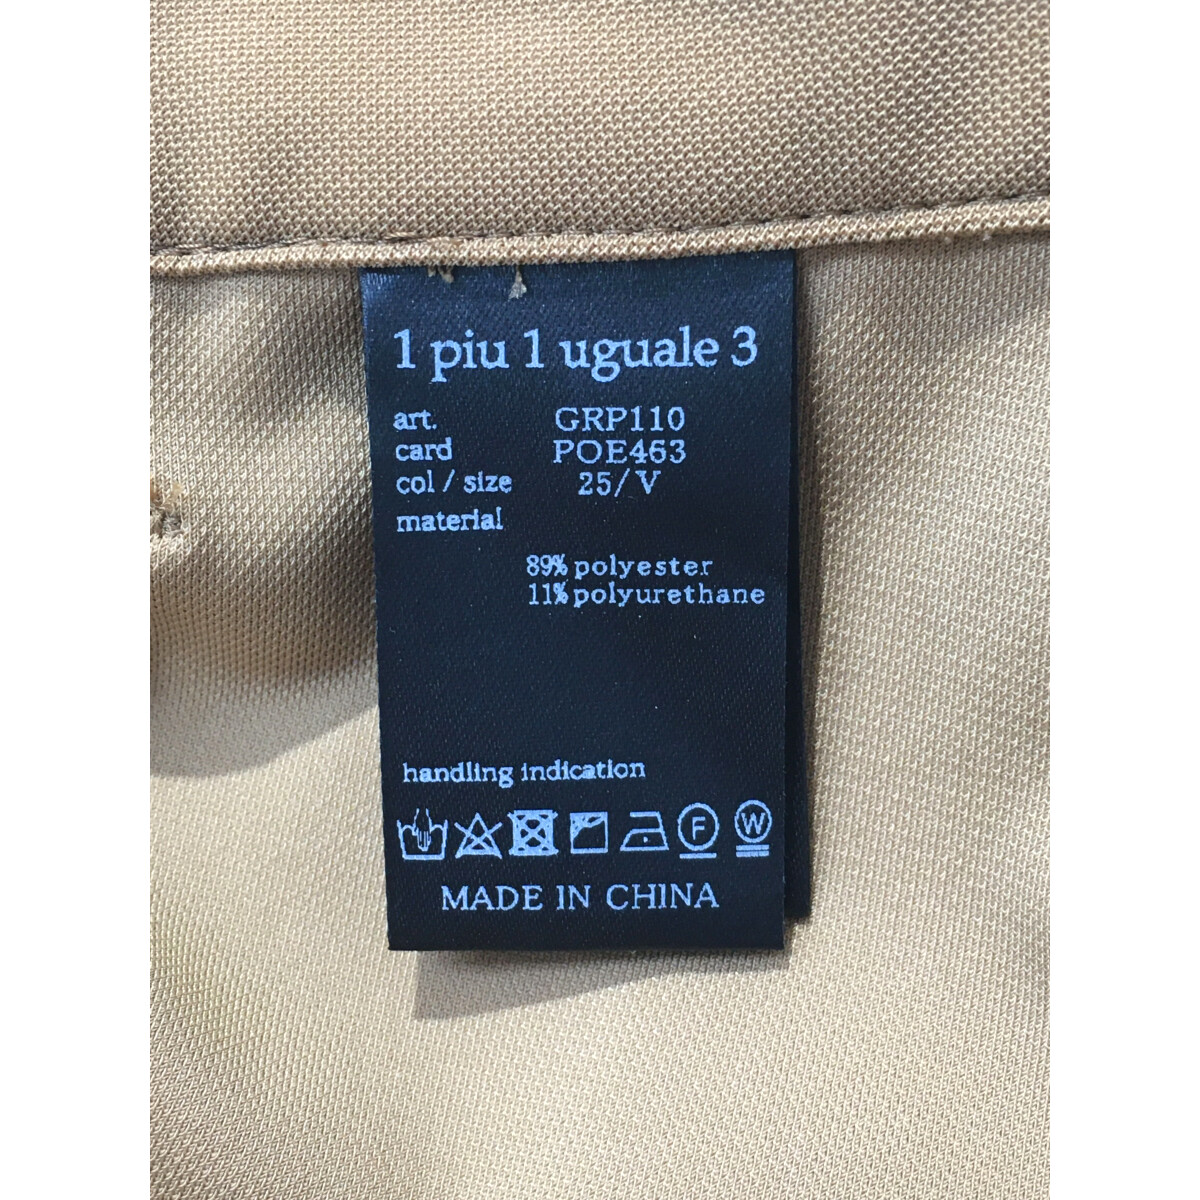 1 piu 1 uguale 3
art. GRP110
card POE463
col / size 25/V
material
89% polyester
11% polyurethane
handling indication
F W
MADE IN CHINA